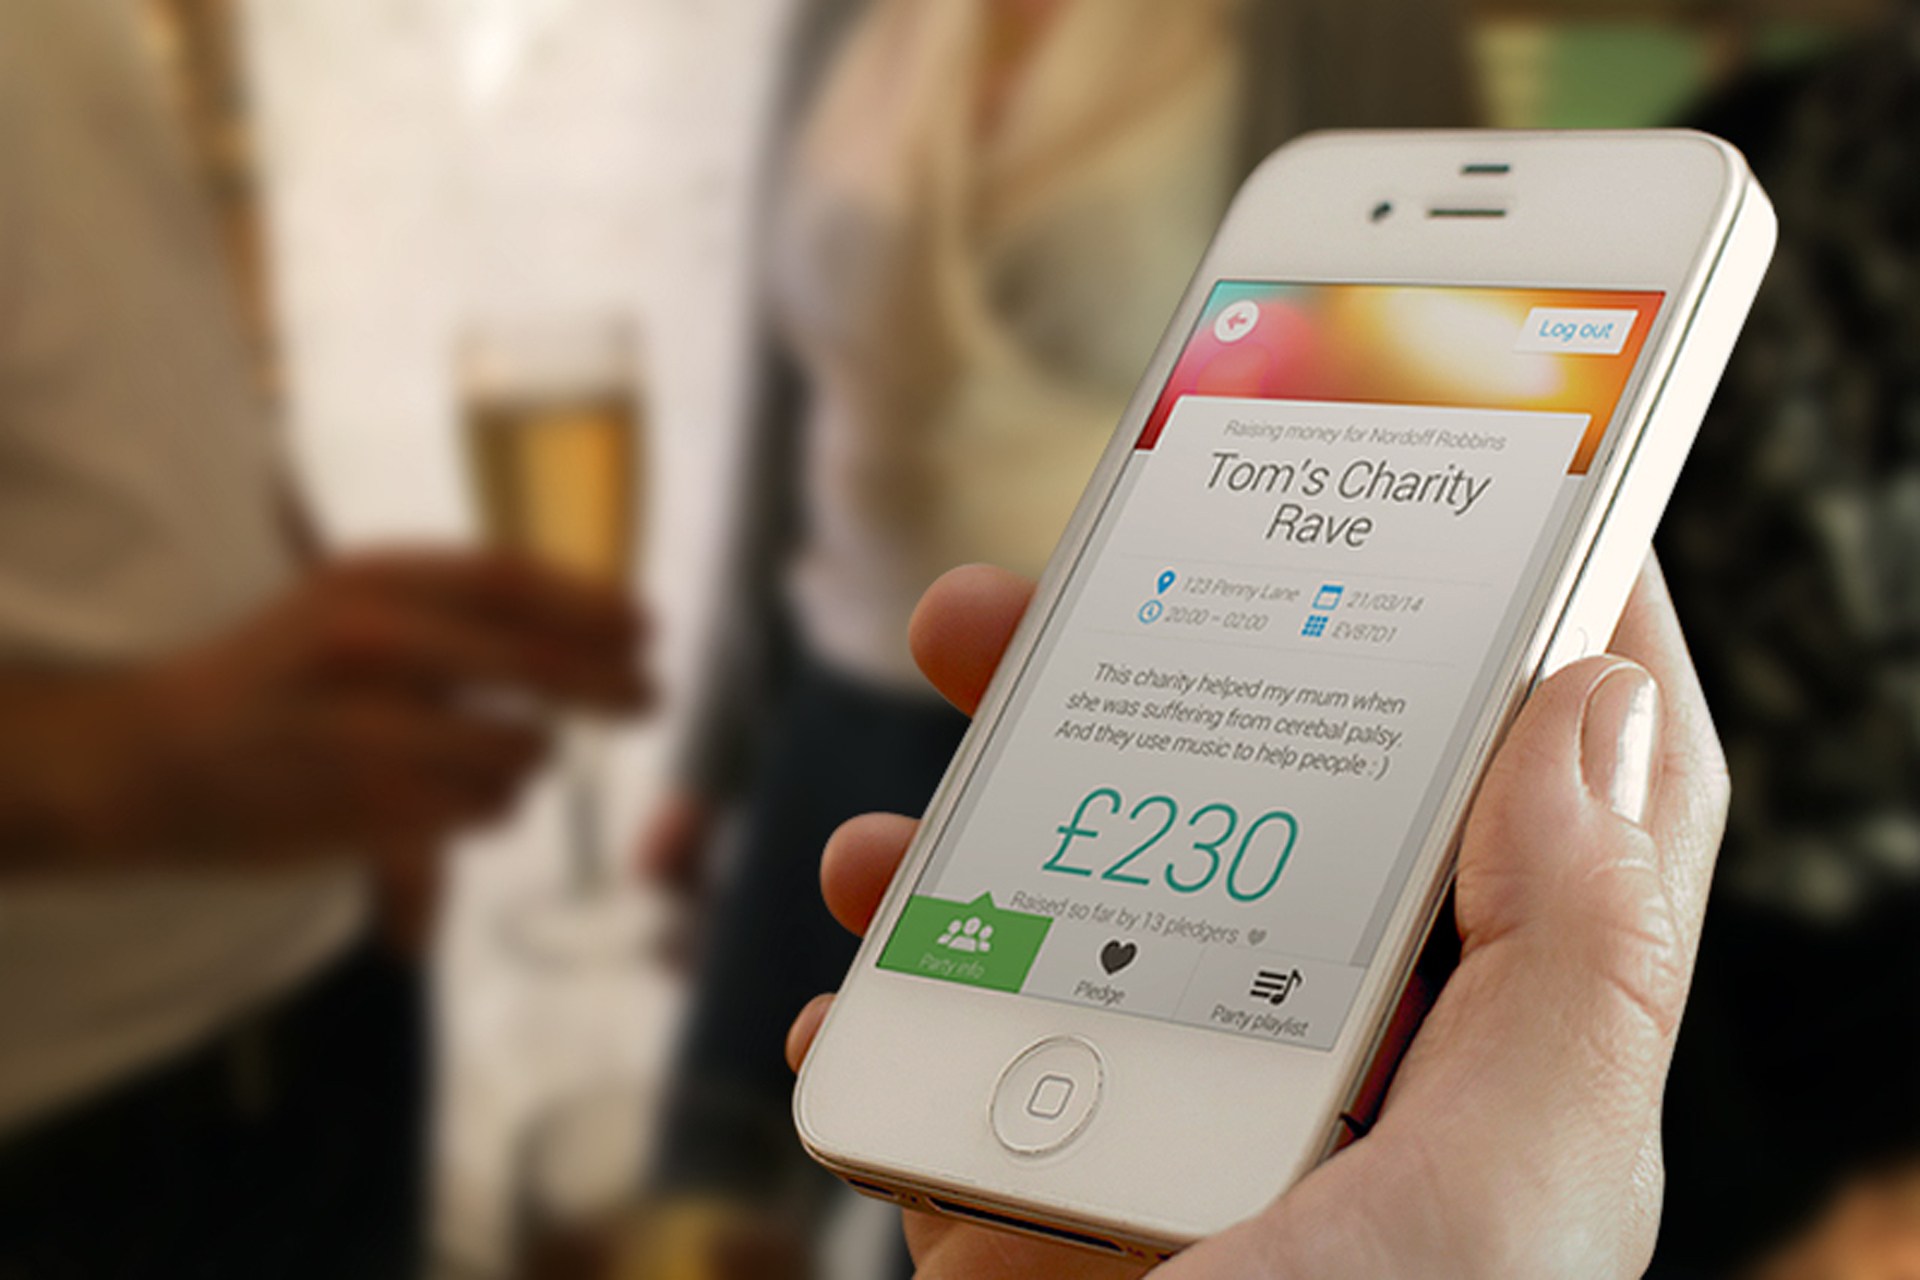 Log out
Raising money for Nordoff Robbins
Tom's Charity
Rave
123 Penny Lane
21/03/14
20:00 – 02:00
EV87D1
This charity helped my mum when
she was suffering from cerebal palsy.
And they use music to help people :)
£230
Raised so far by 13 pledgers
Party info
Pledge
Party playlist